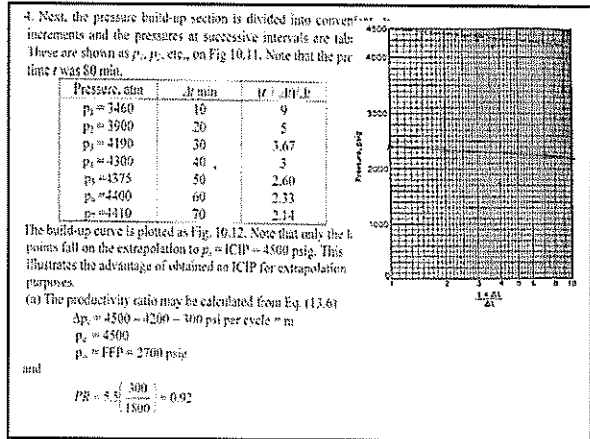 4. Next, the pressure build-up section is divided into
increments and the pressures at successive intervals are
These are shown as p₁, p₂, etc., on Fig 10.11. Note that the
time t was 80 min.
Pressure, atm Δt min (t + Δt)/Δt
p₁ = 3460 10 9
p₂ = 3900 20 5
p₃ = 4190 30 3.67
p₄ = 4300 40 3
p₅ = 4375 50 2.60
p₆ = 4400 60 2.33
p₇ = 4410 70 2.14
The build-up curve is plotted as Fig. 10.12. Note that only the
points fall on the extrapolation to pₑ = ICIP = 4500 psig. This
illustrates the advantage of obtained an ICIP for extrapolation
purposes.
(a) The productivity ratio may be calculated from Eq. (13.6)
Δpₑ = 4500 − 4200 = 300 psi per cycle = m
pₑ = 4500
= FFP = 2700 psig
and
PR = 5.5(300/1800) = 0.92
Pressure, psig
4500
3000
2000
1000
0
1 2 3 4 5 6 8 10
t + Δt
Δt